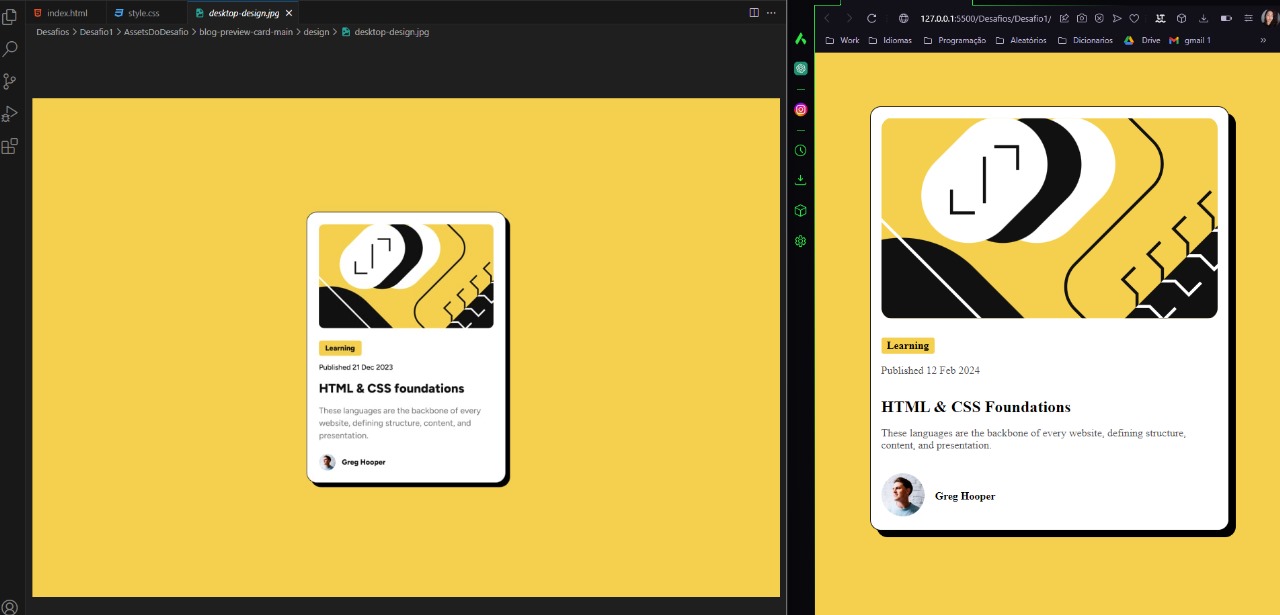 index.html
style.css
desktop-design.jpg
Desafios > Desafio1 > AssetsDoDesafio > blog-preview-card-main > design > desktop-design.jpg
Learning
Published 21 Dec 2023
HTML & CSS foundations
These languages are the backbone of every
website, defining structure, content, and
presentation.
Greg Hooper
127.0.0.1:5500/Desafios/Desafio1/
Work
Idiomas
Programação
Aleatórios
Dicionarios
Drive
gmail 1
Learning
Published 12 Feb 2024
HTML & CSS Foundations
These languages are the backbone of every website, defining structure,
content, and presentation.
Greg Hooper